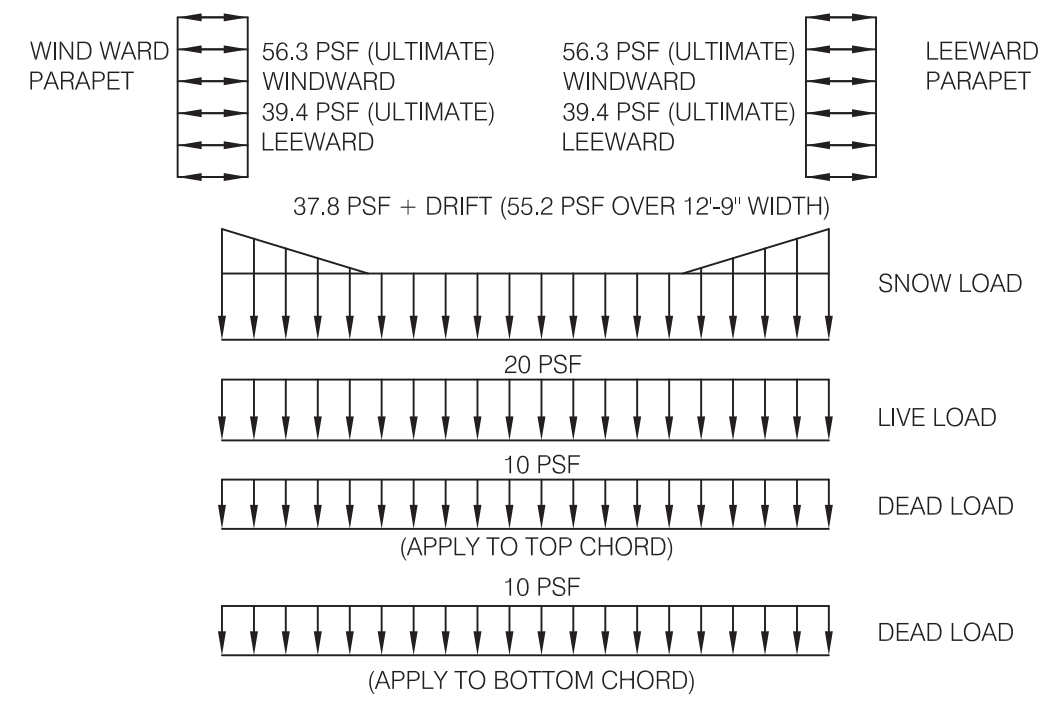 WIND WARD
PARAPET
56.3 PSF (ULTIMATE)
WINDWARD
39.4 PSF (ULTIMATE)
LEEWARD
56.3 PSF (ULTIMATE)
WINDWARD
39.4 PSF (ULTIMATE)
LEEWARD
LEEWARD
PARAPET
37.8 PSF + DRIFT (55.2 PSF OVER 12'-9" WIDTH)
SNOW LOAD
20 PSF
LIVE LOAD
10 PSF
DEAD LOAD
(APPLY TO TOP CHORD)
10 PSF
DEAD LOAD
(APPLY TO BOTTOM CHORD)